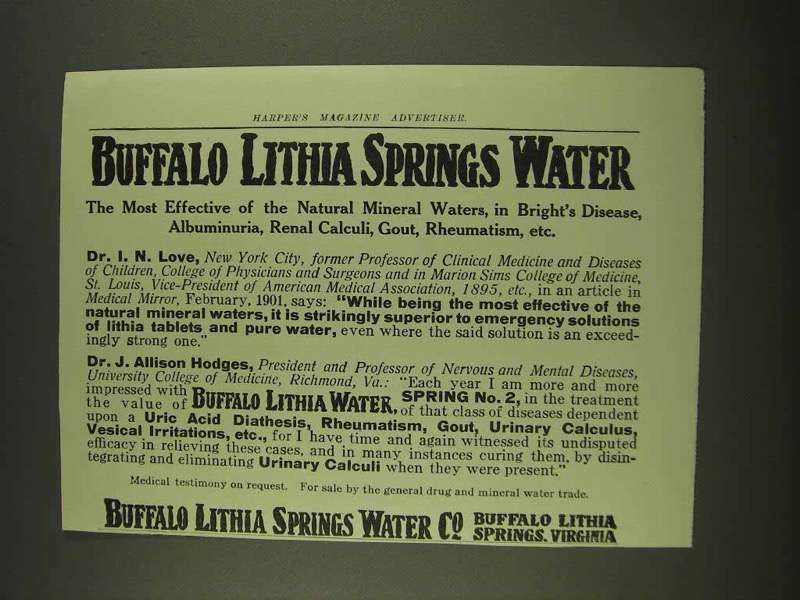 HARPER'S MAGAZINE ADVERTISER.
BUFFALO LITHIA SPRINGS WATER
The Most Effective of the Natural Mineral Waters, in Bright's Disease,
Albuminuria, Renal Calculi, Gout, Rheumatism, etc.
Dr. I. N. Love, New York City, former Professor of Clinical Medicine and Diseases
of Children, College of Physicians and Surgeons and in Marion Sims College of Medicine,
St. Louis, Vice-President of American Medical Association, 1895, etc., in an article in
Medical Mirror, February, 1901, says: "While being the most effective of the
natural mineral waters, it is strikingly superior to emergency solutions
of lithia tablets and pure water, even where the said solution is an exceed-
ingly strong one."
Dr. J. Allison Hodges, President and Professor of Nervous and Mental Diseases,
University College of Medicine, Richmond, Va.: "Each year I am more and more
impressed with BUFFALO LITHIA WATER, SPRING No. 2, in the treatment
the value of of that class of diseases dependent
upon a Uric Acid Diathesis, Rheumatism, Gout, Urinary Calculus,
Vesical Irritations, etc., for I have time and again witnessed its undisputed
efficacy in relieving these cases, and in many instances curing them, by disin-
tegrating and eliminating Urinary Calculi when they were present."
Medical testimony on request. For sale by the general drug and mineral water trade.
BUFFALO LITHIA SPRINGS WATER CO BUFFALO LITHIA
SPRINGS, VIRGINIA